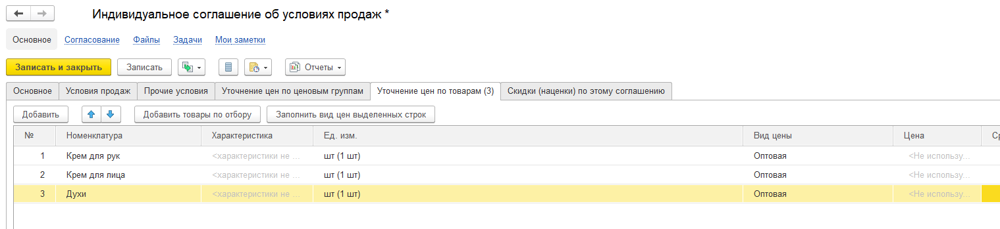 Индивидуальное соглашение об условиях продаж *
Основное Согласование Файлы Задачи Мои заметки
Записать и закрыть Записать Отчеты
Основное Условия продаж Прочие условия Уточнение цен по ценовым группам Уточнение цен по товарам (3) Скидки (наценки) по этому соглашению
Добавить Добавить товары по отбору Заполнить вид цен выделенных строк
№ Номенклатура Характеристика Ед. изм. Вид цены Цена Ср
1 Крем для рук <характеристики не ... шт (1 шт) Оптовая <Не использу...
2 Крем для лица <характеристики не ... шт (1 шт) Оптовая <Не использу...
3 Духи <характеристики не ... шт (1 шт) Оптовая <Не использу...